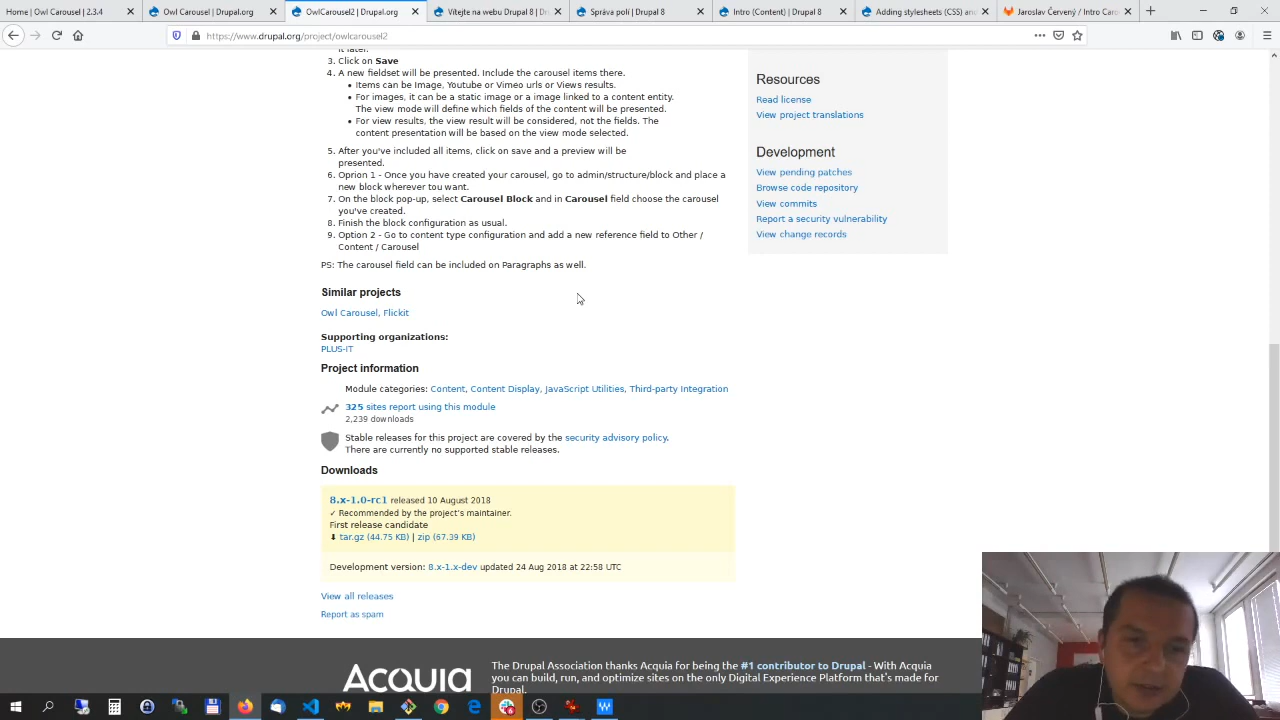 Home | Owl Carousel | 2.3.4
Owl Carousel | Drupal.org
OwlCarousel2 | Drupal.org
Vítejte na webu Drupal 8 | Dr
Správa polí | Drupal 8
Intro (Content) | Drupal 8
Adding stylesheets (CSS) an
Jaroslav Červený / Intro Caro
https://www.drupal.org/project/owlcarousel2
it later.
3. Click on Save
4. A new fieldset will be presented. Include the carousel items there.
Items can be Image, Youtube or Vimeo urls or Views results.
For images, it can be a static image or a image linked to a content entity.
The view mode will define which fields of the content will be presented.
For view results, the view result will be considered, not the fields. The
content presentation will be based on the view mode selected.
5. After you've included all items, click on save and a preview will be
presented.
6. Oprion 1 - Once you have created your carousel, go to admin/structure/block and place a
new block wherever tou want.
7. On the block pop-up, select Carousel Block and in Carousel field choose the carousel
you've created.
8. Finish the block configuration as usual.
9. Option 2 - Go to content type configuration and add a new reference field to Other /
Content / Carousel
PS: The carousel field can be included on Paragraphs as well.
Similar projects
Owl Carousel, Flickit
Supporting organizations:
PLUS-IT
Project information
Module categories: Content, Content Display, JavaScript Utilities, Third-party Integration
325 sites report using this module
2,239 downloads
Stable releases for this project are covered by the security advisory policy.
There are currently no supported stable releases.
Downloads
8.x-1.0-rc1 released 10 August 2018
✓ Recommended by the project's maintainer.
First release candidate
tar.gz (44.75 KB) | zip (67.39 KB)
Development version: 8.x-1.x-dev updated 24 Aug 2018 at 22:58 UTC
View all releases
Report as spam
Resources
Read license
View project translations
Development
View pending patches
Browse code repository
View commits
Report a security vulnerability
View change records
Acquia
The Drupal Association thanks Acquia for being the #1 contributor to Drupal - With Acquia
you can build, run, and optimize sites on the only Digital Experience Platform that's made for
Drupal.